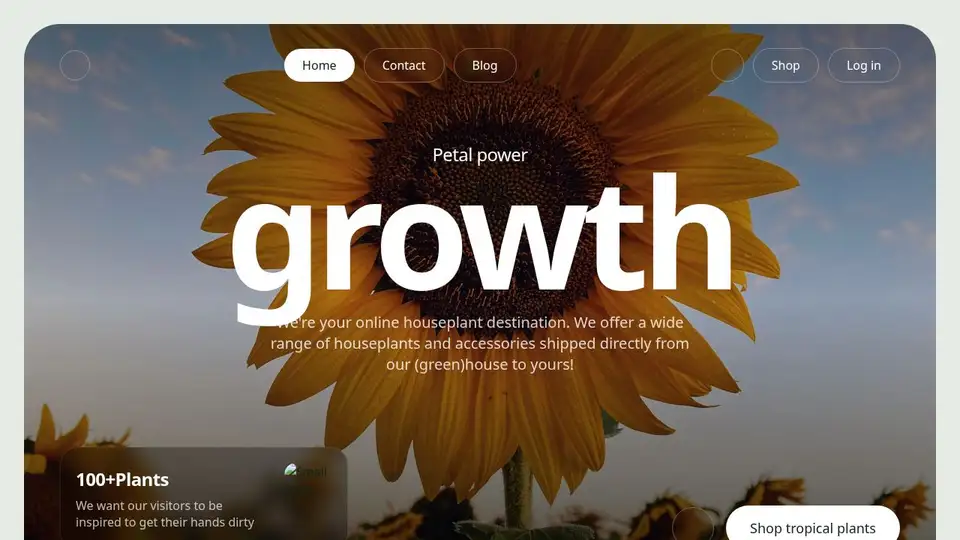 Home
Contact
Blog
Shop
Log in
Petal power
growth
We're your online houseplant destination. We offer a wide
range of houseplants and accessories shipped directly from
our (green)house to yours!
100+Plants
We want our visitors to be
inspired to get their hands dirty
Shop tropical plants